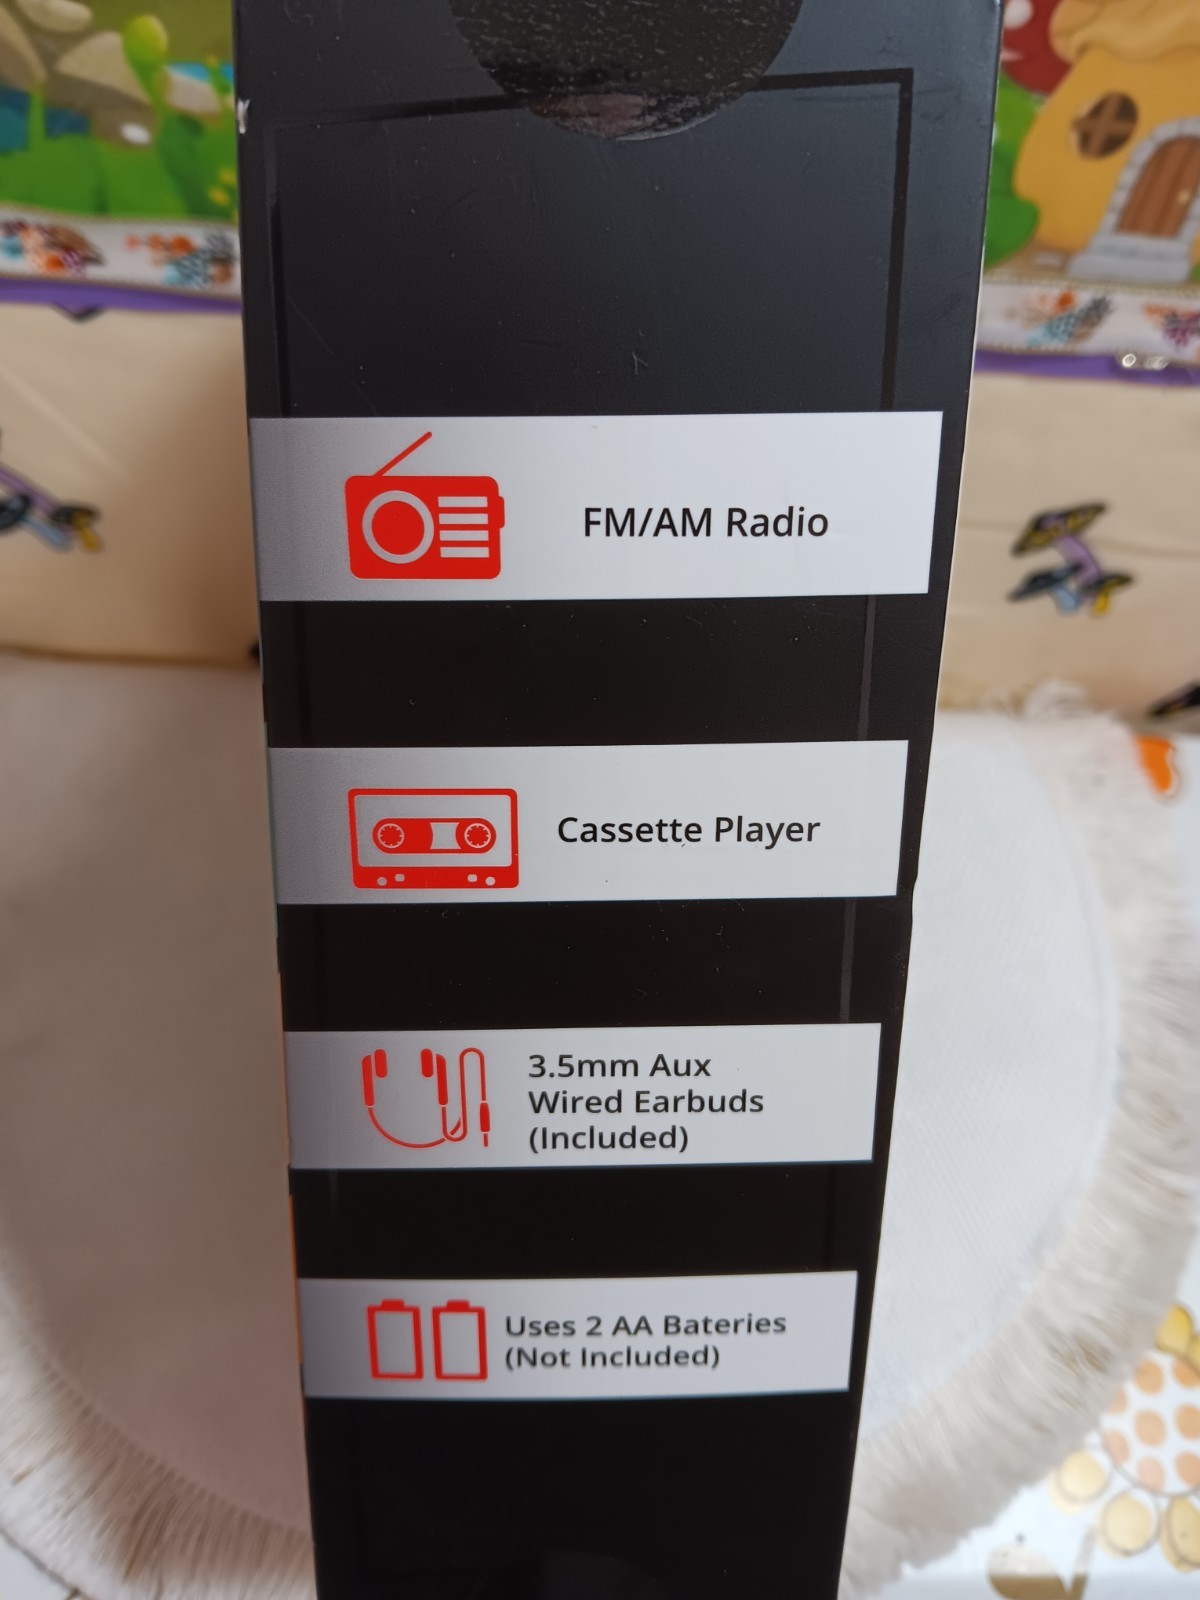 FM/AM Radio
Cassette Player
3.5mm Aux
Wired Earbuds
(Included)
Uses 2 AA Bateries
(Not Included)